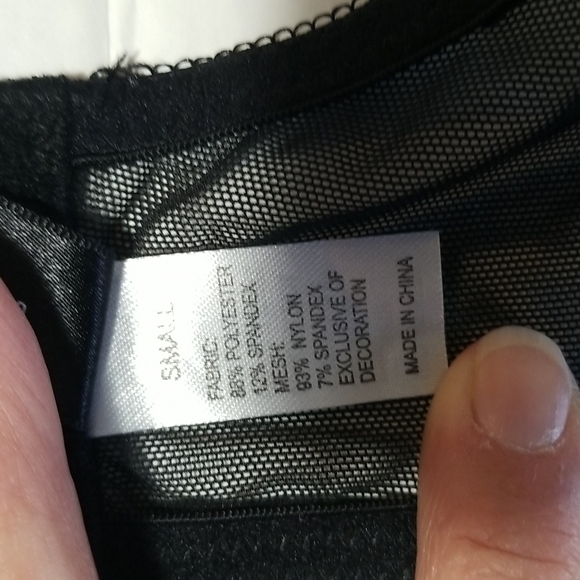 SMALL
FABRIC:
88% POLYESTER
12% SPANDEX
MESH:
93% NYLON
7% SPANDEX
EXCLUSIVE OF
DECORATION
MADE IN CHINA